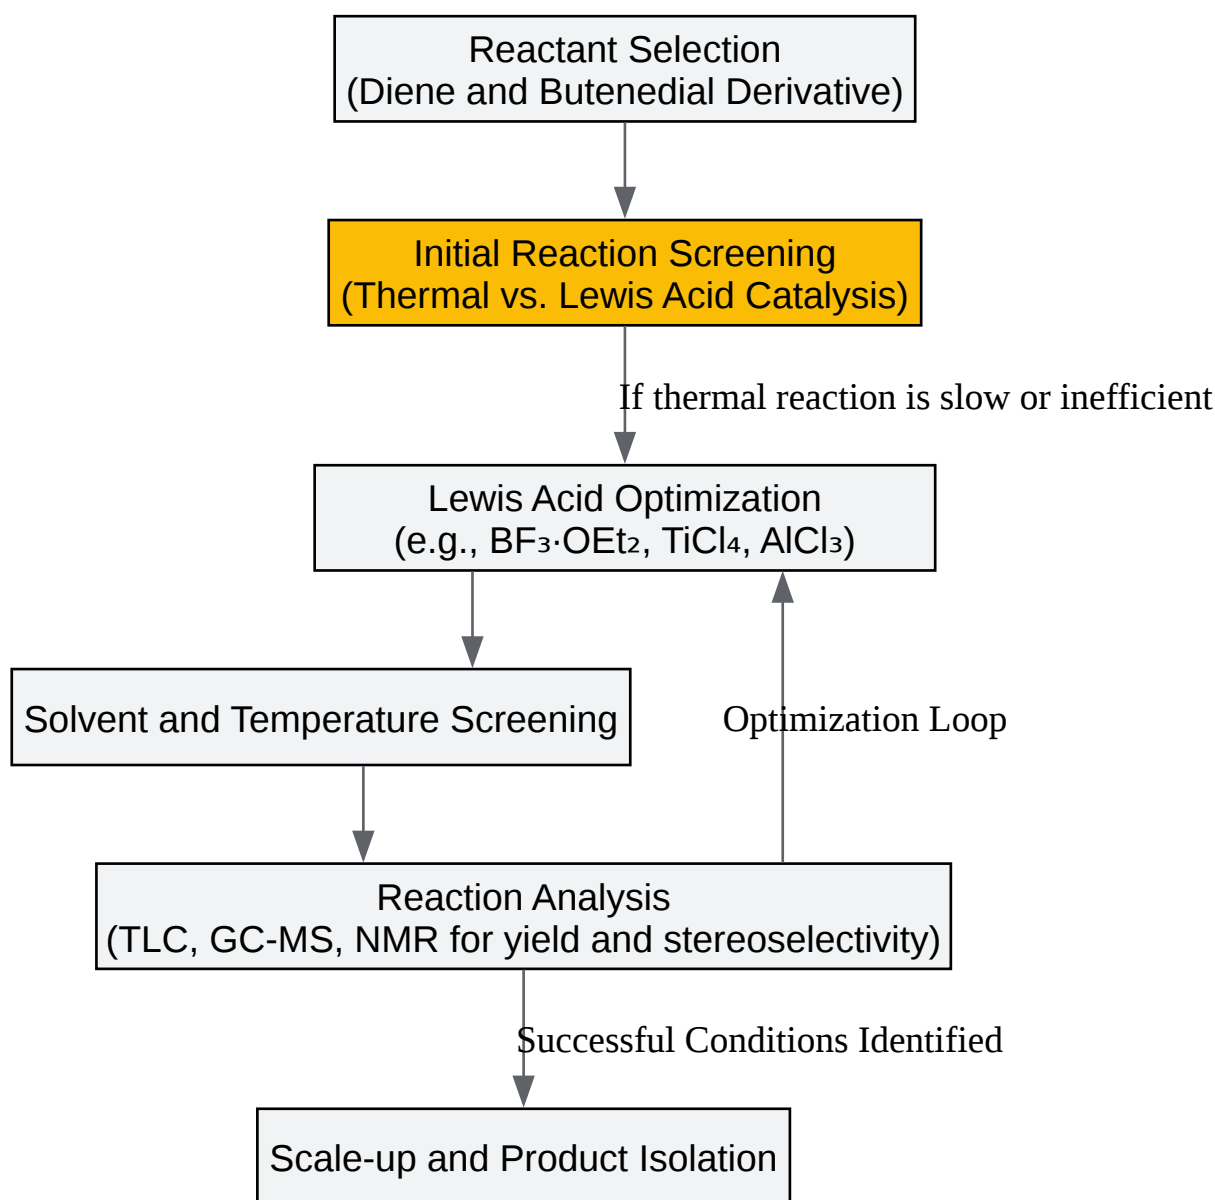 Reactant Selection
(Diene and Butenedial Derivative)
Initial Reaction Screening
(Thermal vs. Lewis Acid Catalysis)
If thermal reaction is slow or inefficient
Lewis Acid Optimization
(e.g., BF₃·OEt₂, TiCl₄, AlCl₃)
Solvent and Temperature Screening
Optimization Loop
Reaction Analysis
(TLC, GC-MS, NMR for yield and stereoselectivity)
Successful Conditions Identified
Scale-up and Product Isolation